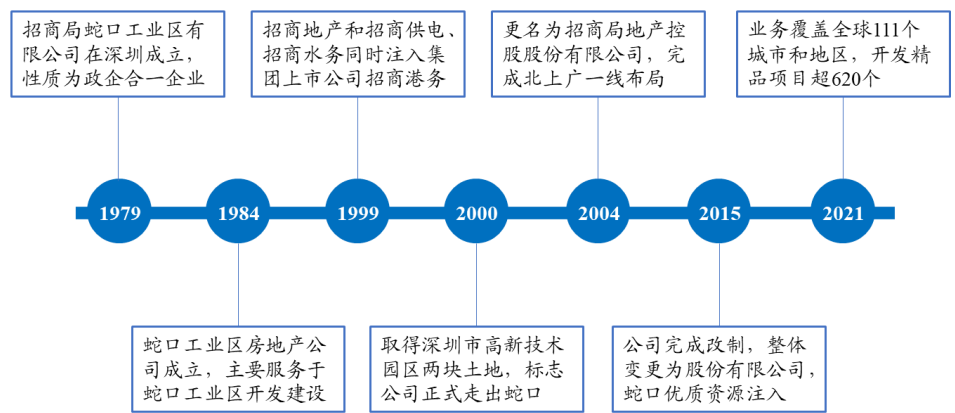 招商局蛇口工业区有
限公司在深圳成立，
性质为政企合一企业
招商地产和招商供电、
招商水务同时注入集
团上市公司招商港务
更名为招商局地产控
股股份有限公司，完
成北上广一线布局
业务覆盖全球111个
城市和地区，开发精
品项目超620个
1979
1984
1999
2000
2004
2015
2021
蛇口工业区房地产公
司成立，主要服务于
蛇口工业区开发建设
取得深圳市高新技术
园区两块土地，标志
公司正式走出蛇口
公司完成改制，整体
变更为股份有限公司，
蛇口优质资源注入